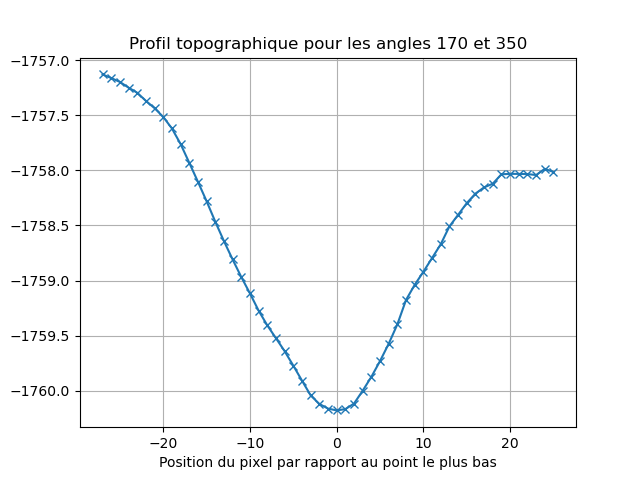 Profil topographique pour les angles 170 et 350
−1757.0
−1757.5
−1758.0
−1758.5
−1759.0
−1759.5
−1760.0
−20 −10 0 10 20
Position du pixel par rapport au point le plus bas